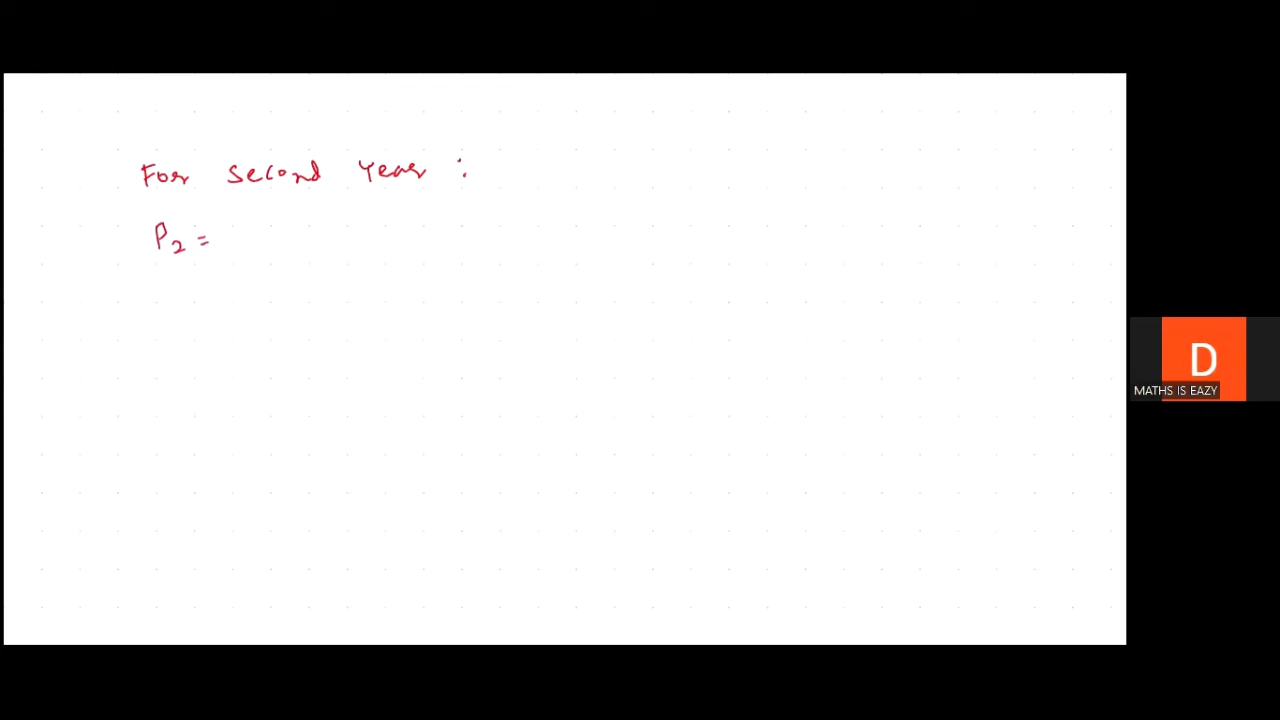 For second Year :
P₂ =
D
MATHS IS EAZY